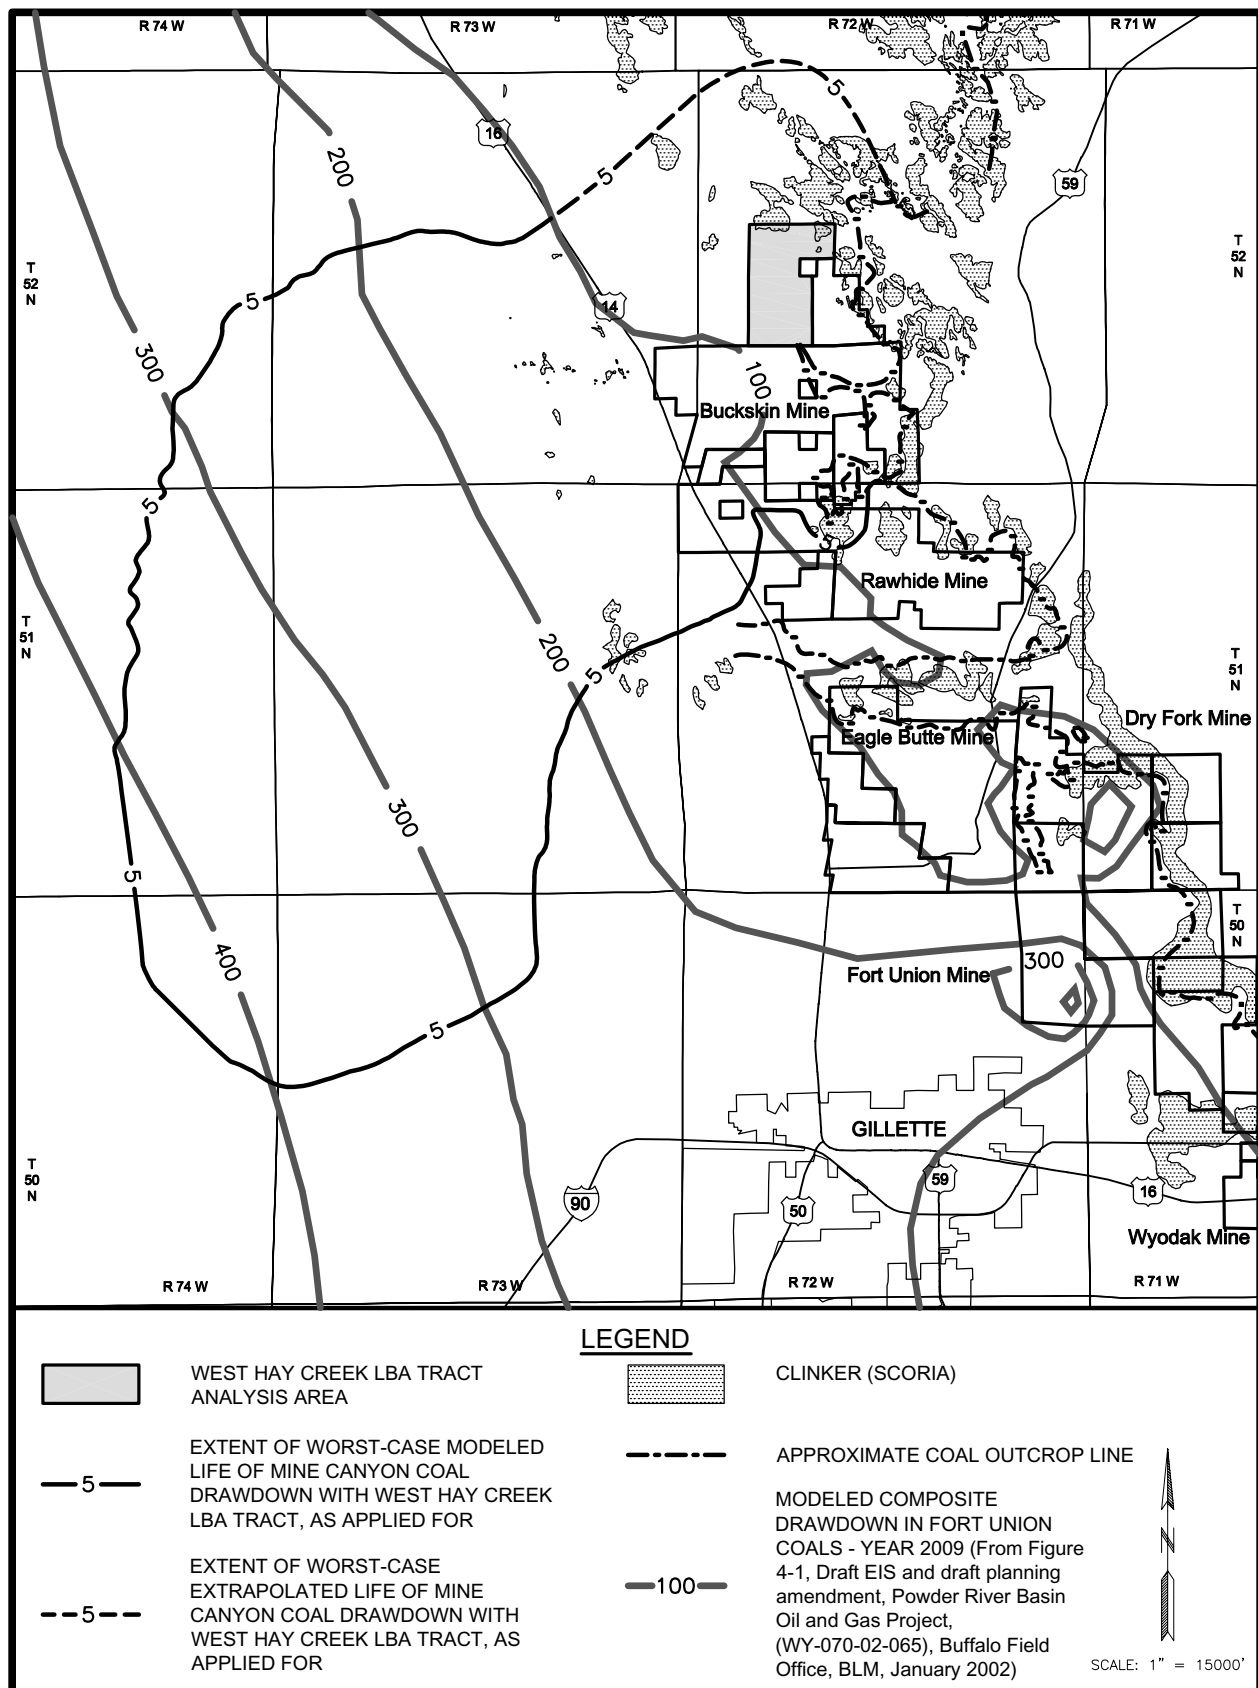 R 74 W
R 73 W
R 72 W
R 71 W
5
16
200
5
59
T
52
N
T
52
N
5
14
300
100
Buckskin Mine
5
5
Rawhide Mine
T
51
N
200
5
T
51
N
Dry Fork Mine
Eagle Butte Mine
300
5
400
T
50
N
300
Fort Union Mine
5
GILLETTE
T
50
N
59
16
90
50
Wyodak Mine
R 74 W
R 73 W
R 72 W
R 71 W
LEGEND
WEST HAY CREEK LBA TRACT
ANALYSIS AREA
5
EXTENT OF WORST-CASE MODELED
LIFE OF MINE CANYON COAL
DRAWDOWN WITH WEST HAY CREEK
LBA TRACT, AS APPLIED FOR
5
EXTENT OF WORST-CASE
EXTRAPOLATED LIFE OF MINE
CANYON COAL DRAWDOWN WITH
WEST HAY CREEK LBA TRACT, AS
APPLIED FOR
CLINKER (SCORIA)
APPROXIMATE COAL OUTCROP LINE
100
MODELED COMPOSITE
DRAWDOWN IN FORT UNION
COALS - YEAR 2009 (From Figure
4-1, Draft EIS and draft planning
amendment, Powder River Basin
Oil and Gas Project,
(WY-070-02-065), Buffalo Field
Office, BLM, January 2002)
N
SCALE: 1" = 15000'